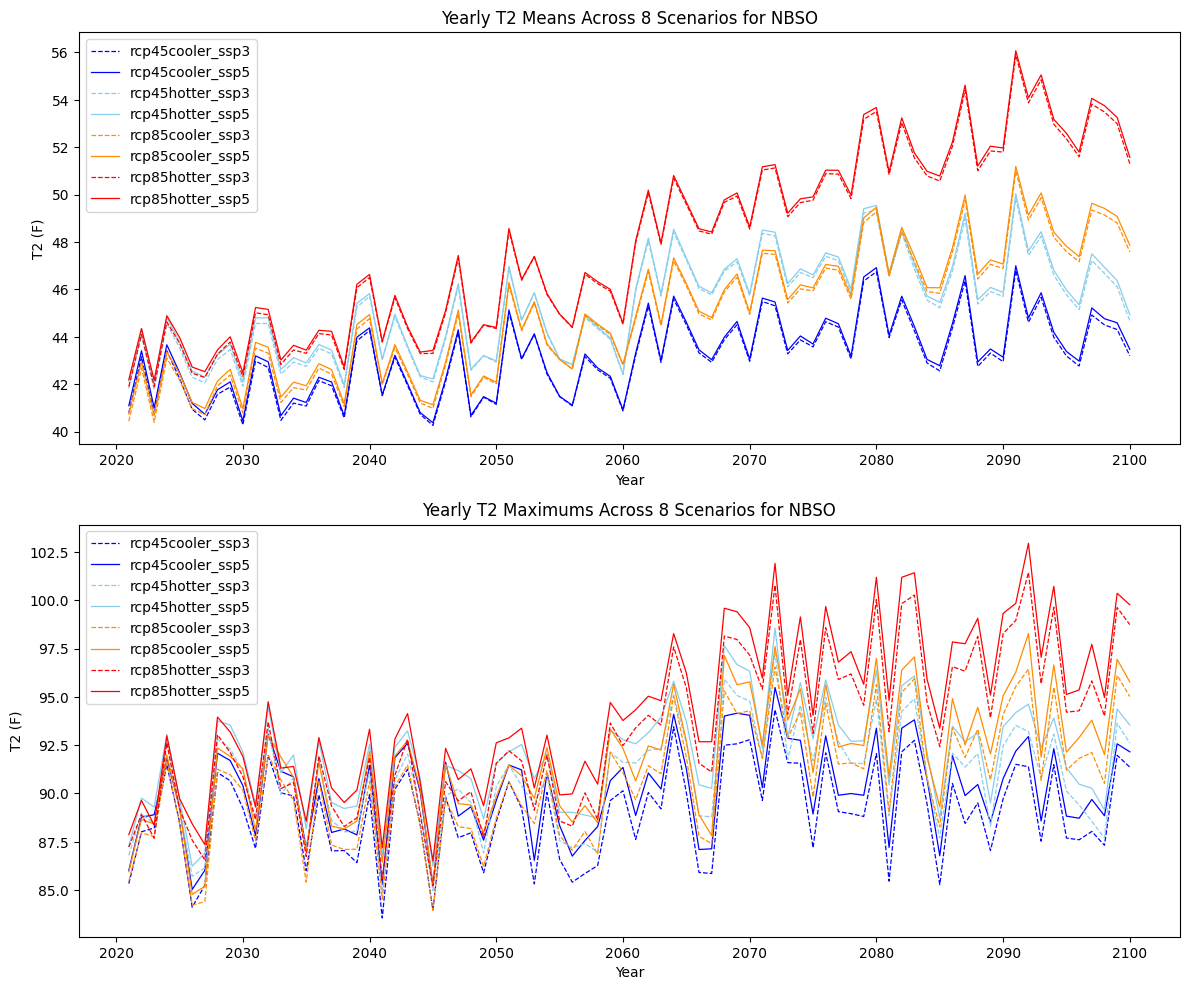 Yearly T2 Means Across 8 Scenarios for NBSO
rcp45cooler_ssp3
rcp45cooler_ssp5
rcp45hotter_ssp3
rcp45hotter_ssp5
rcp85cooler_ssp3
rcp85cooler_ssp5
rcp85hotter_ssp3
rcp85hotter_ssp5
T2 (F)
56
54
52
50
48
46
44
42
40
2020 2030 2040 2050 2060 2070 2080 2090 2100
Year
Yearly T2 Maximums Across 8 Scenarios for NBSO
rcp45cooler_ssp3
rcp45cooler_ssp5
rcp45hotter_ssp3
rcp45hotter_ssp5
rcp85cooler_ssp3
rcp85cooler_ssp5
rcp85hotter_ssp3
rcp85hotter_ssp5
T2 (F)
102.5
100.0
97.5
95.0
92.5
90.0
87.5
85.0
2020 2030 2040 2050 2060 2070 2080 2090 2100
Year